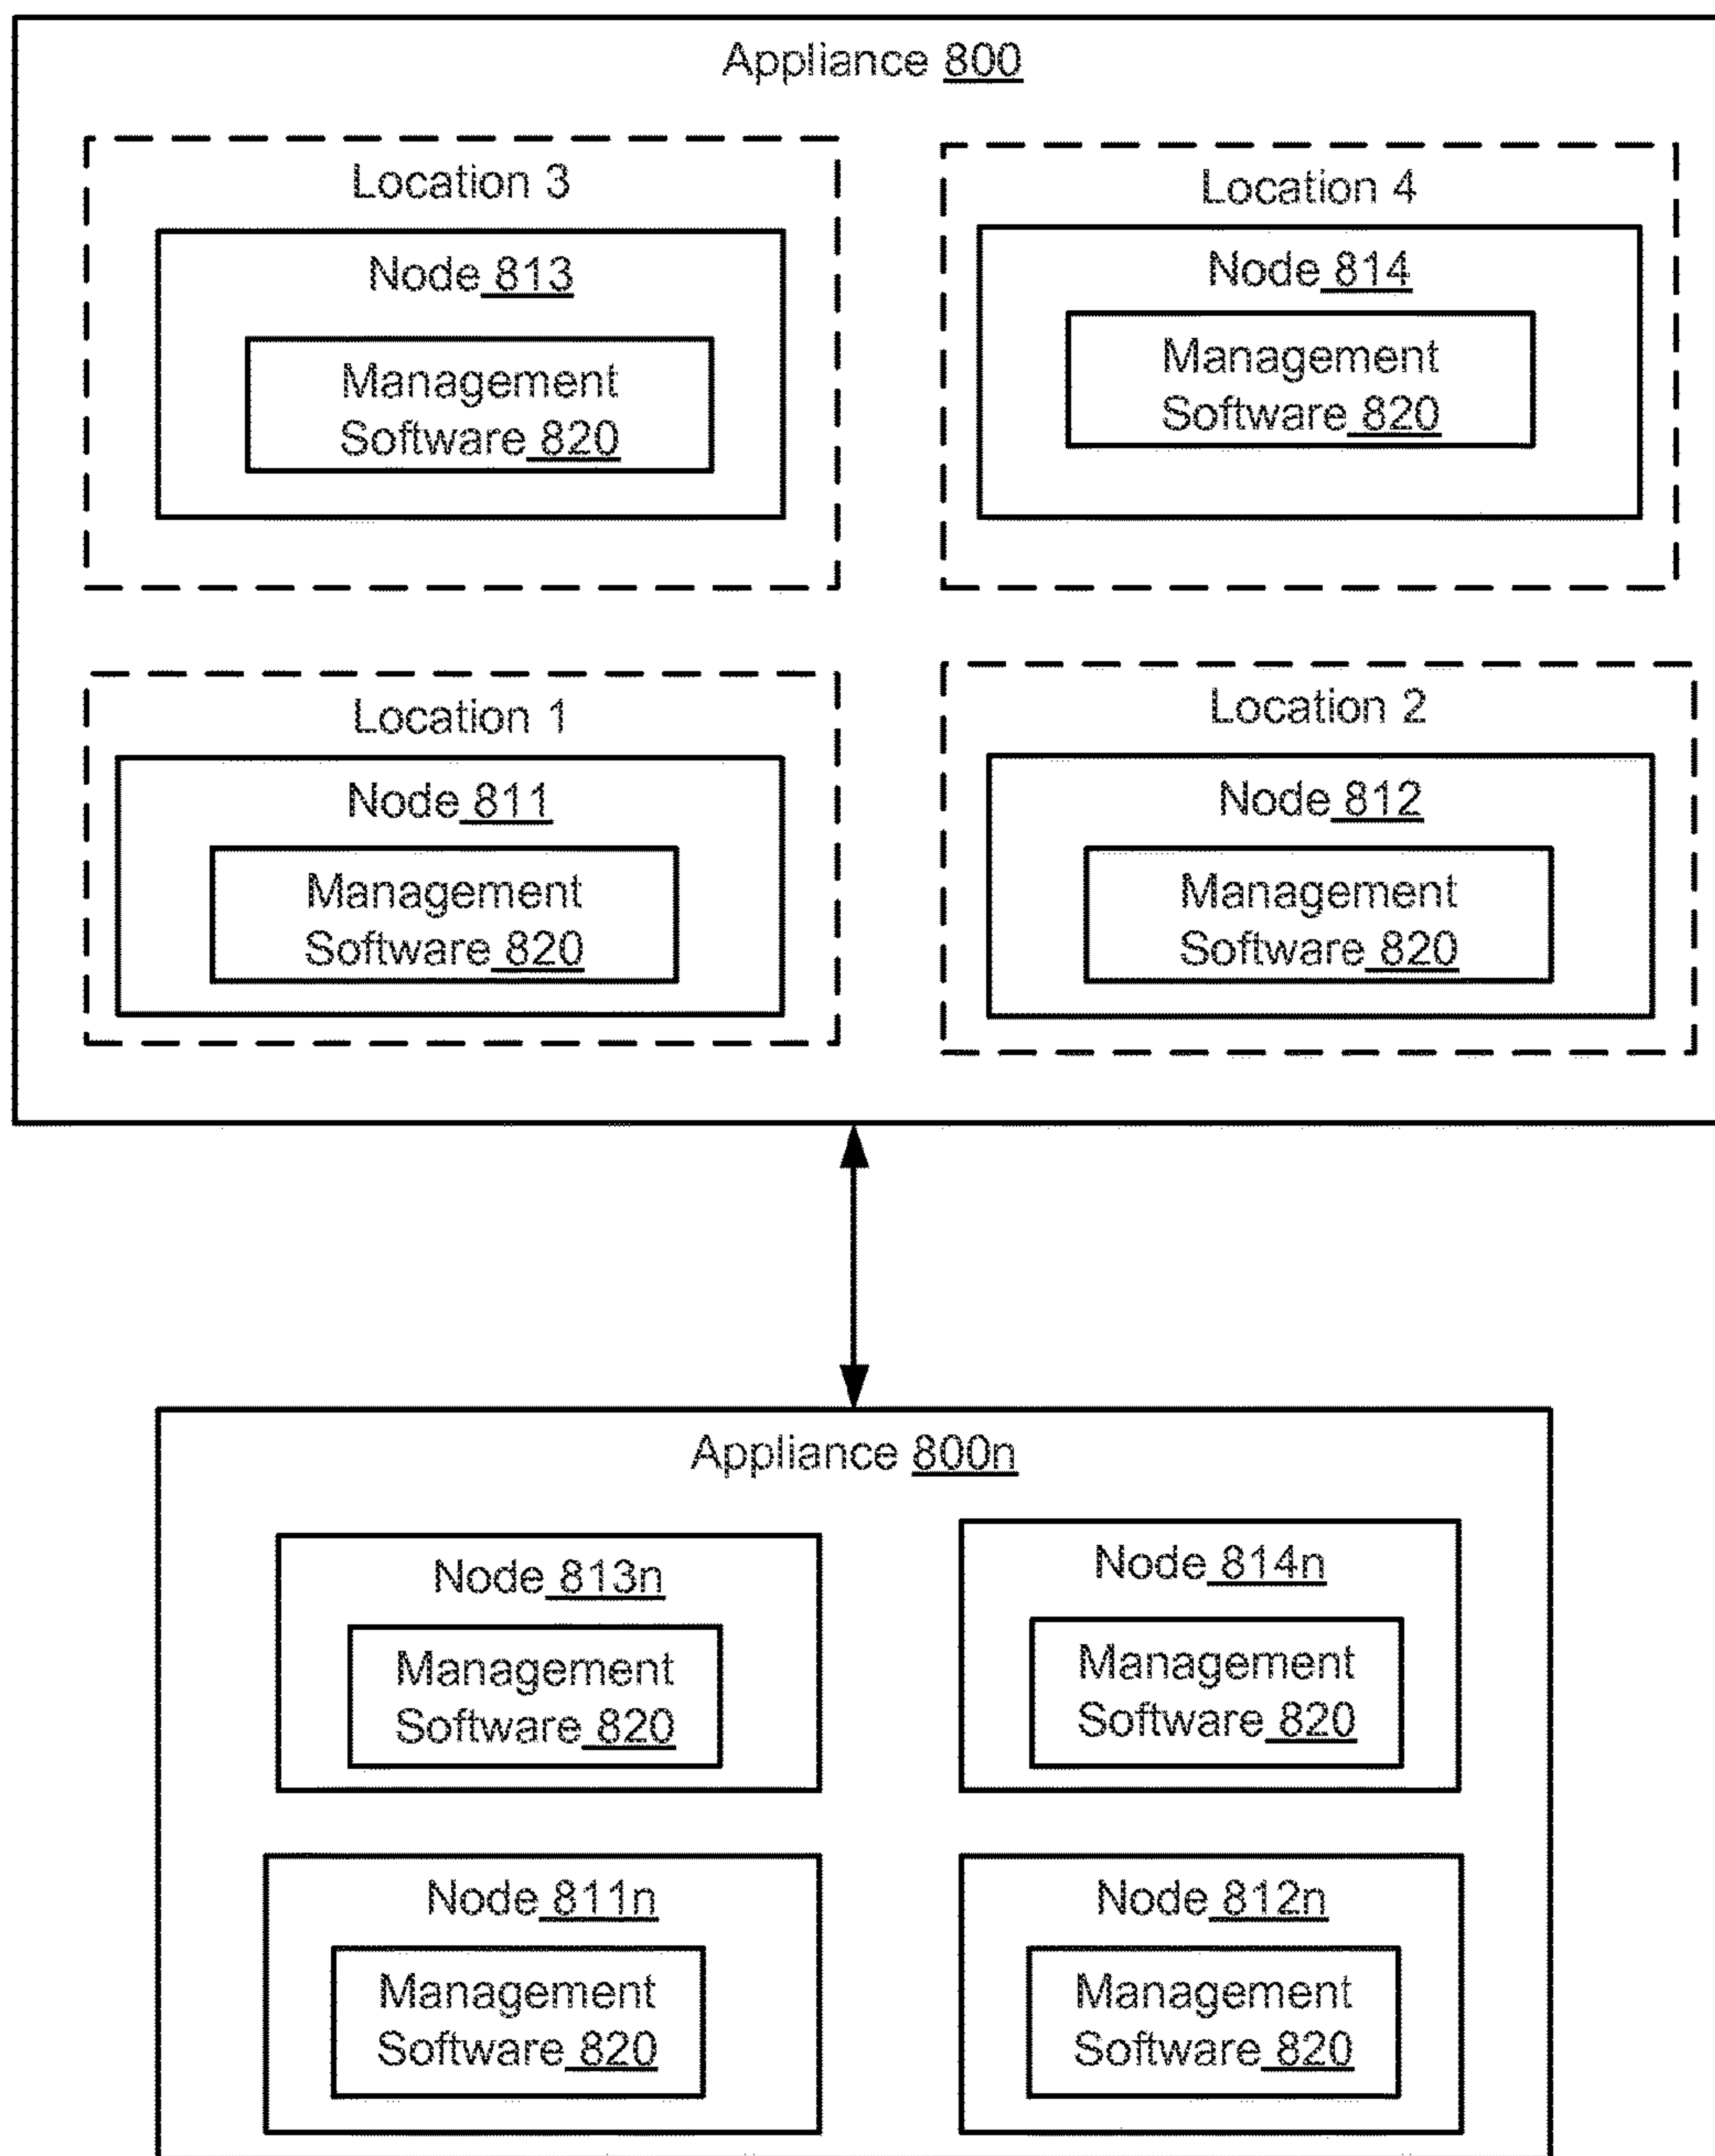 Appliance 800
Location 3
Node 813
Management
Software 820
Location 4
Node 814
Management
Software 820
Location 1
Node 811
Management
Software 820
Location 2
Node 812
Management
Software 820
Appliance 800n
Node 813n
Management
Software 820
Node 814n
Management
Software 820
Node 811n
Management
Software 820
Node 812n
Management
Software 820